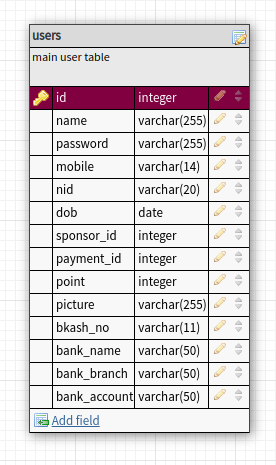 users
main user table
id integer
name varchar(255)
password varchar(255)
mobile varchar(14)
nid varchar(20)
dob date
sponsor_id integer
payment_id integer
point integer
picture varchar(255)
bkash_no varchar(11)
bank_name varchar(50)
bank_branch varchar(50)
bank_account varchar(50)
Add field